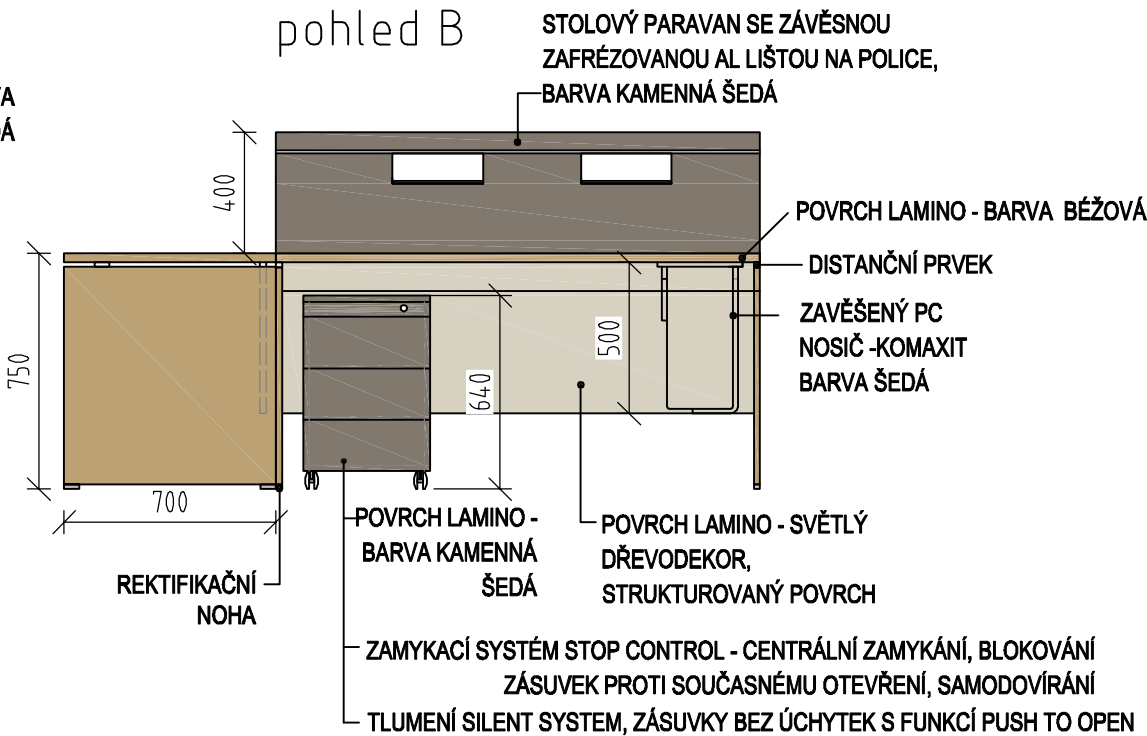 pohled B
STOLOVÝ PARAVAN SE ZÁVĚSNOU
ZAFRÉZOVANOU AL LIŠTOU NA POLICE,
BARVA KAMENNÁ ŠEDÁ
VA
DÁ
400
POVRCH LAMINO - BARVA BÉŽOVÁ
DISTANČNÍ PRVEK
ZAVĚŠENÝ PC
NOSIČ -KOMAXIT
BARVA ŠEDÁ
750
500
640
700
POVRCH LAMINO -
BARVA KAMENNÁ
ŠEDÁ
POVRCH LAMINO - SVĚTLÝ
DŘEVODEKOR,
STRUKTUROVANÝ POVRCH
REKTIFIKAČNÍ
NOHA
ZAMYKACÍ SYSTÉM STOP CONTROL - CENTRÁLNÍ ZAMYKÁNÍ, BLOKOVÁNÍ
ZÁSUVEK PROTI SOUČASNÉMU OTEVŘENÍ, SAMODOVÍRÁNÍ
TLUMENÍ SILENT SYSTEM, ZÁSUVKY BEZ ÚCHYTEK S FUNKCÍ PUSH TO OPEN